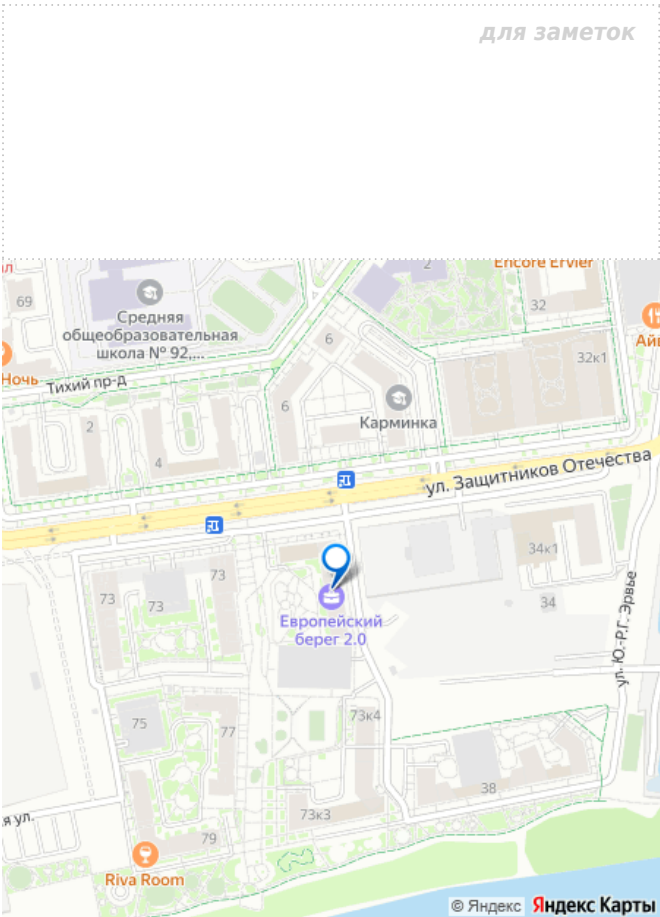 для заметок
ал
Encore Ervier
2
69
32
Средняя
общеобразовательная
школа № 92,...
6
Ай
32к1
Ночь
Тихий пр-д
6
Карминка
2
4
ул. Защитников Отечества
34к1
73
73
73
34
Европейский
берег 2.0
ул. Ю.-Р.Г. Эрвье
73к4
75
77
38
73к3
я ул.
79
Riva Room
© Яндекс Яндекс Карты